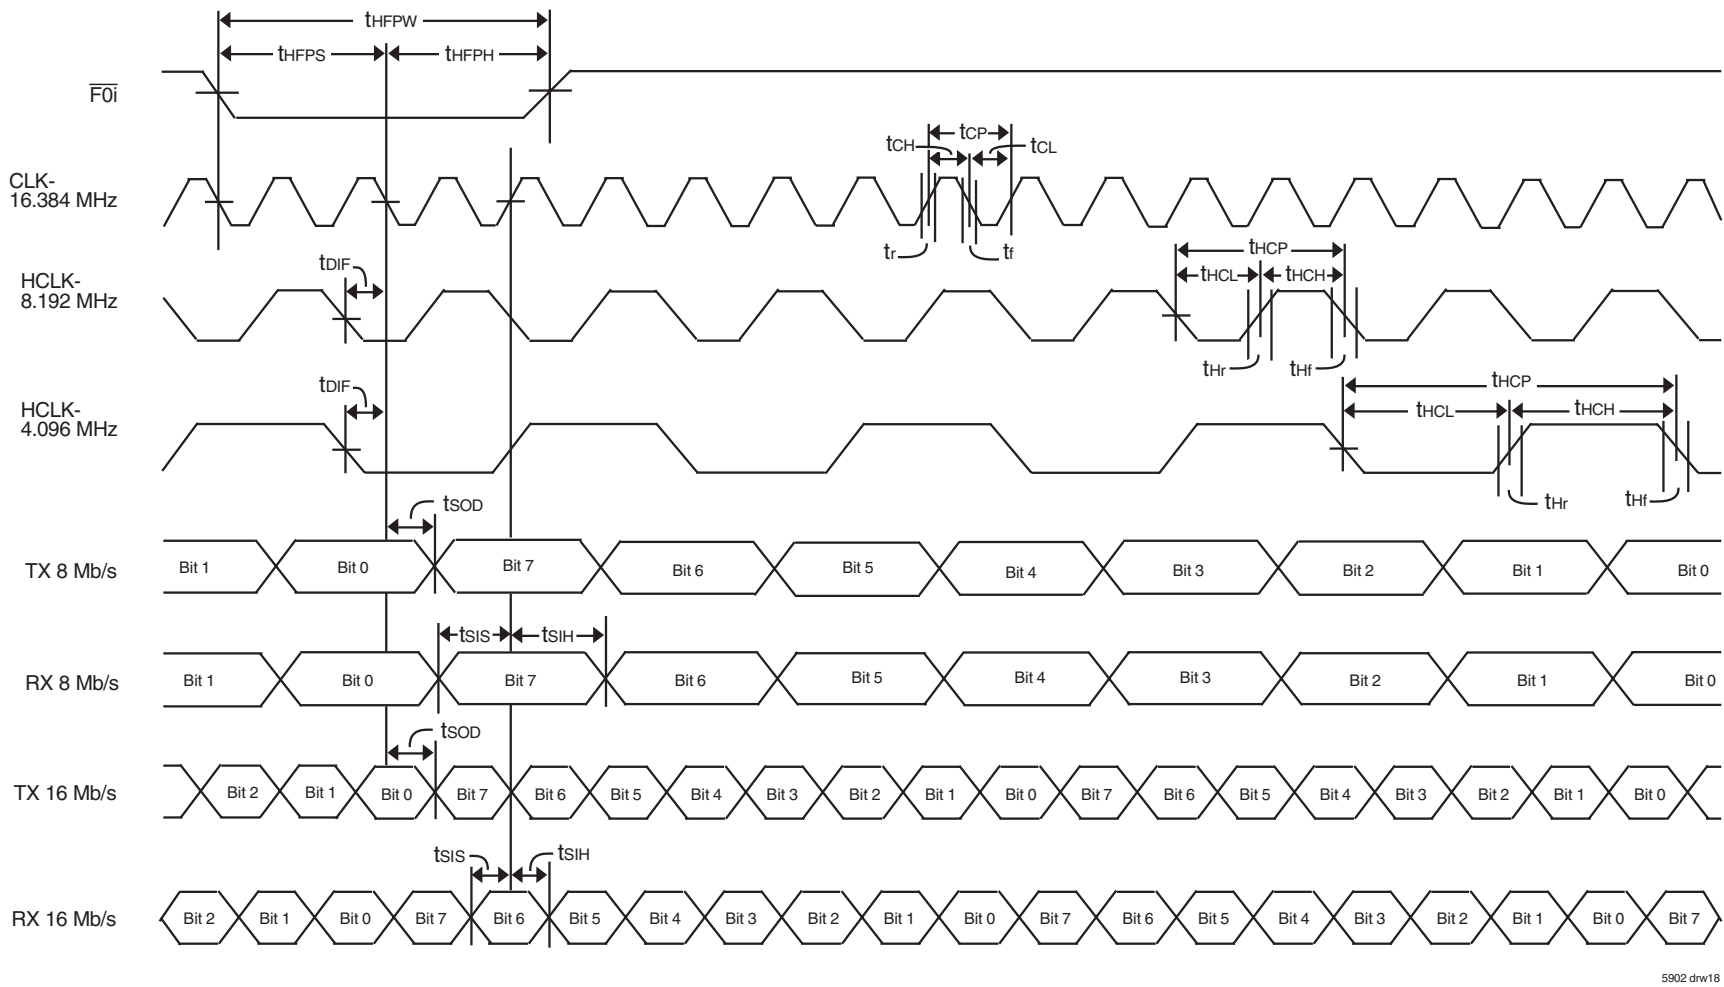 tHFPW
tHFPS tHFPH
F0i
tCP
tCH tCL
CLK-
16.384 MHz
tr tf
tHCP
tDIF
tHCL tHCH
HCLK-
8.192 MHz
tHr tHf
tHCP
tDIF
tHCL tHCH
HCLK-
4.096 MHz
tHr tHf
tSOD
TX 8 Mb/s Bit 1 Bit 0 Bit 7 Bit 6 Bit 5 Bit 4 Bit 3 Bit 2 Bit 1 Bit 0
tSIS tSIH
RX 8 Mb/s Bit 1 Bit 0 Bit 7 Bit 6 Bit 5 Bit 4 Bit 3 Bit 2 Bit 1 Bit 0
tSOD
TX 16 Mb/s Bit 2 Bit 1 Bit 0 Bit 7 Bit 6 Bit 5 Bit 4 Bit 3 Bit 2 Bit 1 Bit 0 Bit 7 Bit 6 Bit 5 Bit 4 Bit 3 Bit 2 Bit 1 Bit 0
tSIS tSIH
RX 16 Mb/s Bit 2 Bit 1 Bit 0 Bit 7 Bit 6 Bit 5 Bit 4 Bit 3 Bit 2 Bit 1 Bit 0 Bit 7 Bit 6 Bit 5 Bit 4 Bit 3 Bit 2 Bit 1 Bit 0 Bit 7
5902 drw18